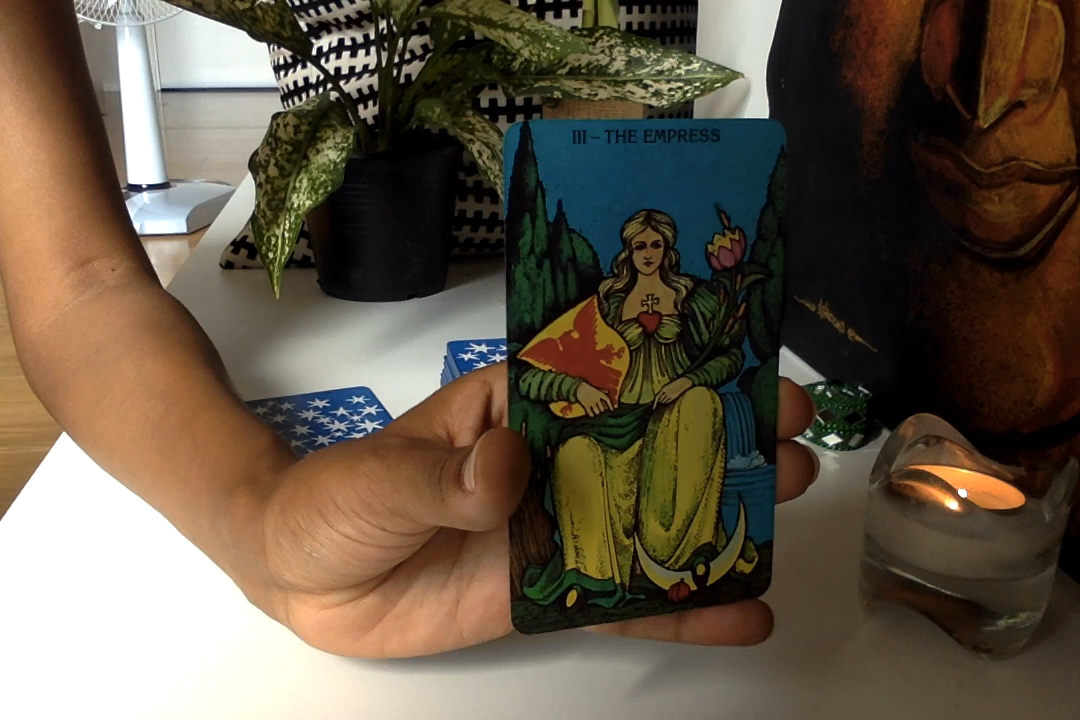 III – THE EMPRESS